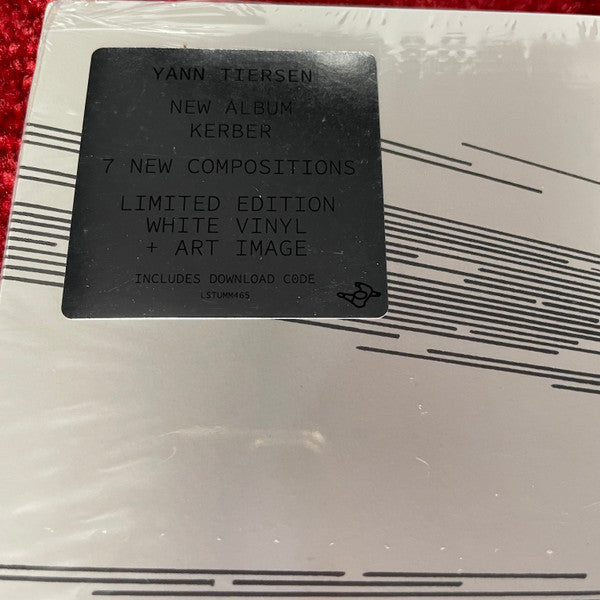 YANN TIERSEN
NEW ALBUM
KERBER
7 NEW COMPOSITIONS
LIMITED EDITION
WHITE VINYL
+ ART IMAGE
INCLUDES DOWNLOAD CODE
LSTUMM465